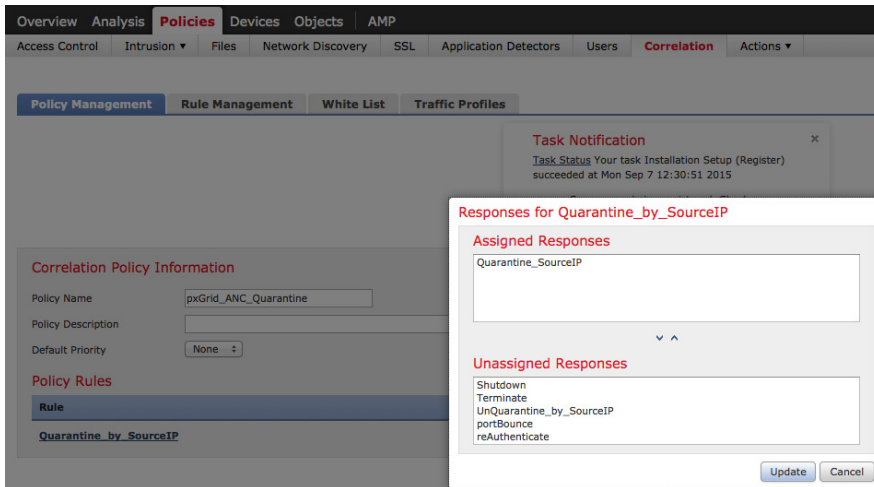 Overview Analysis Policies Devices Objects AMP
Access Control Intrusion ▼ Files Network Discovery SSL Application Detectors Users Correlation Actions ▼
Policy Management Rule Management White List Traffic Profiles
Task Notification ×
Task Status Your task Installation Setup (Register)
succeeded at Mon Sep 7 12:30:51 2015
Responses for Quarantine_by_SourceIP
Assigned Responses
Quarantine_SourceIP
Unassigned Responses
Shutdown
Terminate
UnQuarantine_by_SourceIP
portBounce
reAuthenticate
Update Cancel
Correlation Policy Information
Policy Name pxGrid_ANC_Quarantine
Policy Description
Default Priority None
Policy Rules
Rule
Quarantine_by_SourceIP